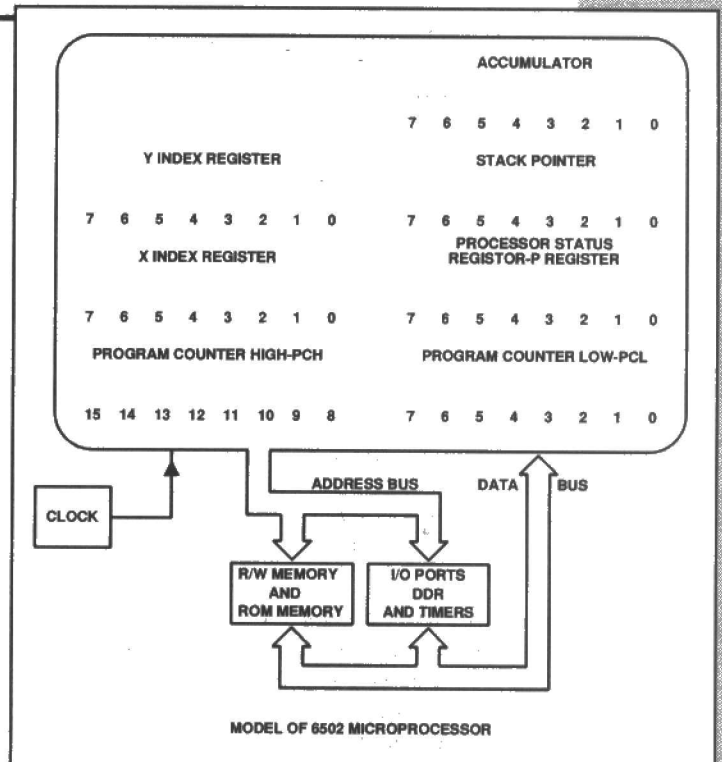 ACCUMULATOR
7 6 5 4 3 2 1 0
Y INDEX REGISTER STACK POINTER
7 6 5 4 3 2 1 0 7 6 5 4 3 2 1 0
X INDEX REGISTER PROCESSOR STATUS
REGISTOR-P REGISTER
7 6 5 4 3 2 1 0 7 6 5 4 3 2 1 0
PROGRAM COUNTER HIGH-PCH PROGRAM COUNTER LOW-PCL
15 14 13 12 11 10 9 8 7 6 5 4 3 2 1 0
CLOCK
ADDRESS BUS DATA BUS
R/W MEMORY
AND
ROM MEMORY
I/O PORTS
DDR
AND TIMERS
MODEL OF 6502 MICROPROCESSOR